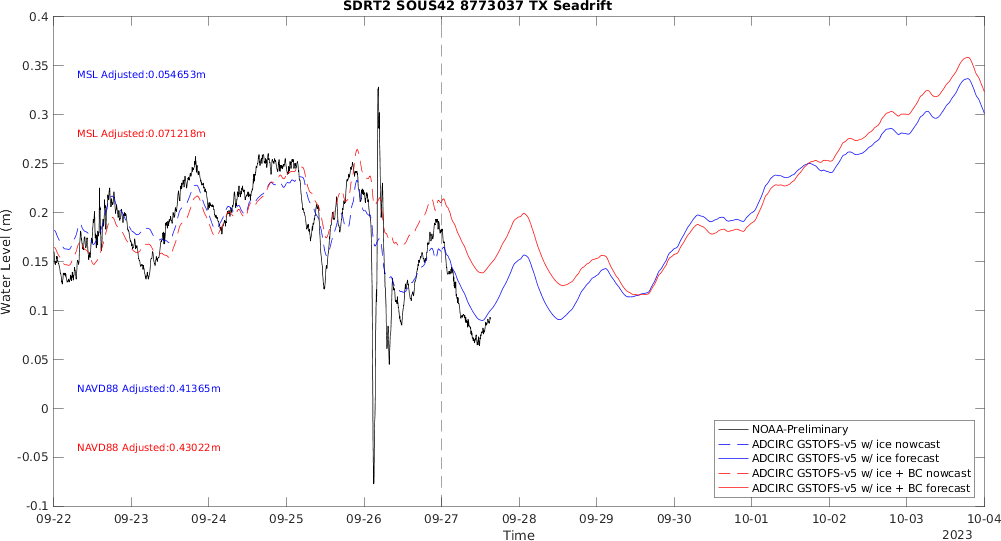 SDRT2 SOUS42 8773037 TX Seadrift
0.4
0.35
0.3
0.25
0.2
0.15
0.1
0.05
0
-0.05
-0.1
Water Level (m)
MSL Adjusted:0.054653m
MSL Adjusted:0.071218m
NAVD88 Adjusted:0.41365m
NAVD88 Adjusted:0.43022m
NOAA-Preliminary
ADCIRC GSTOFS-v5 w/ ice nowcast
ADCIRC GSTOFS-v5 w/ ice forecast
ADCIRC GSTOFS-v5 w/ ice + BC nowcast
ADCIRC GSTOFS-v5 w/ ice + BC forecast
09-22 09-23 09-24 09-25 09-26 09-27 09-28 09-29 09-30 10-01 10-02 10-03 10-04
Time
2023